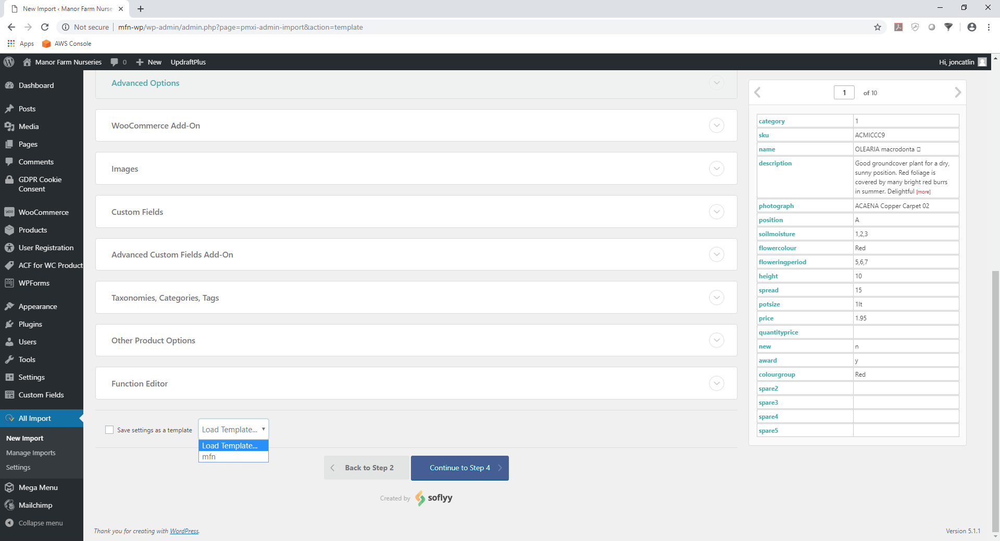 New Import ‹ Manor Farm Nurse
Not secure
mfn-wp/wp-admin/admin.php?page=pmxi-admin-import&action=template
Apps
AWS Console
Manor Farm Nurseries
0
New
UpdraftPlus
Hi, joncatlin
Dashboard
Posts
Media
Pages
Comments
GDPR Cookie
Consent
WooCommerce
Products
User Registration
ACF for WC Product
WPForms
Appearance
Plugins
Users
Tools
Settings
Custom Fields
All Import
New Import
Manage Imports
Settings
Mega Menu
Mailchimp
Collapse menu
Advanced Options
WooCommerce Add-On
Images
Custom Fields
Advanced Custom Fields Add-On
Taxonomies, Categories, Tags
Other Product Options
Function Editor
Save settings as a template
Load Template...
Load Template...
mfn
Back to Step 2
Continue to Step 4
Created by soflyy
Thank you for creating with WordPress.
Version 5.1.1
1 of 10
category 1
sku ACMICCC9
name OLEARIA macrodonta
description Good groundcover plant for a dry,
sunny position. Red foliage is
covered by many bright red burrs
in summer. Delightful [more]
photograph ACAENA Copper Carpet 02
position A
soilmoisture 1,2,3
flowercolour Red
floweringperiod 5,6,7
height 10
spread 15
potsize 1lt
price 1.95
quantityprice
new n
award y
colourgroup Red
spare2
spare3
spare4
spare5